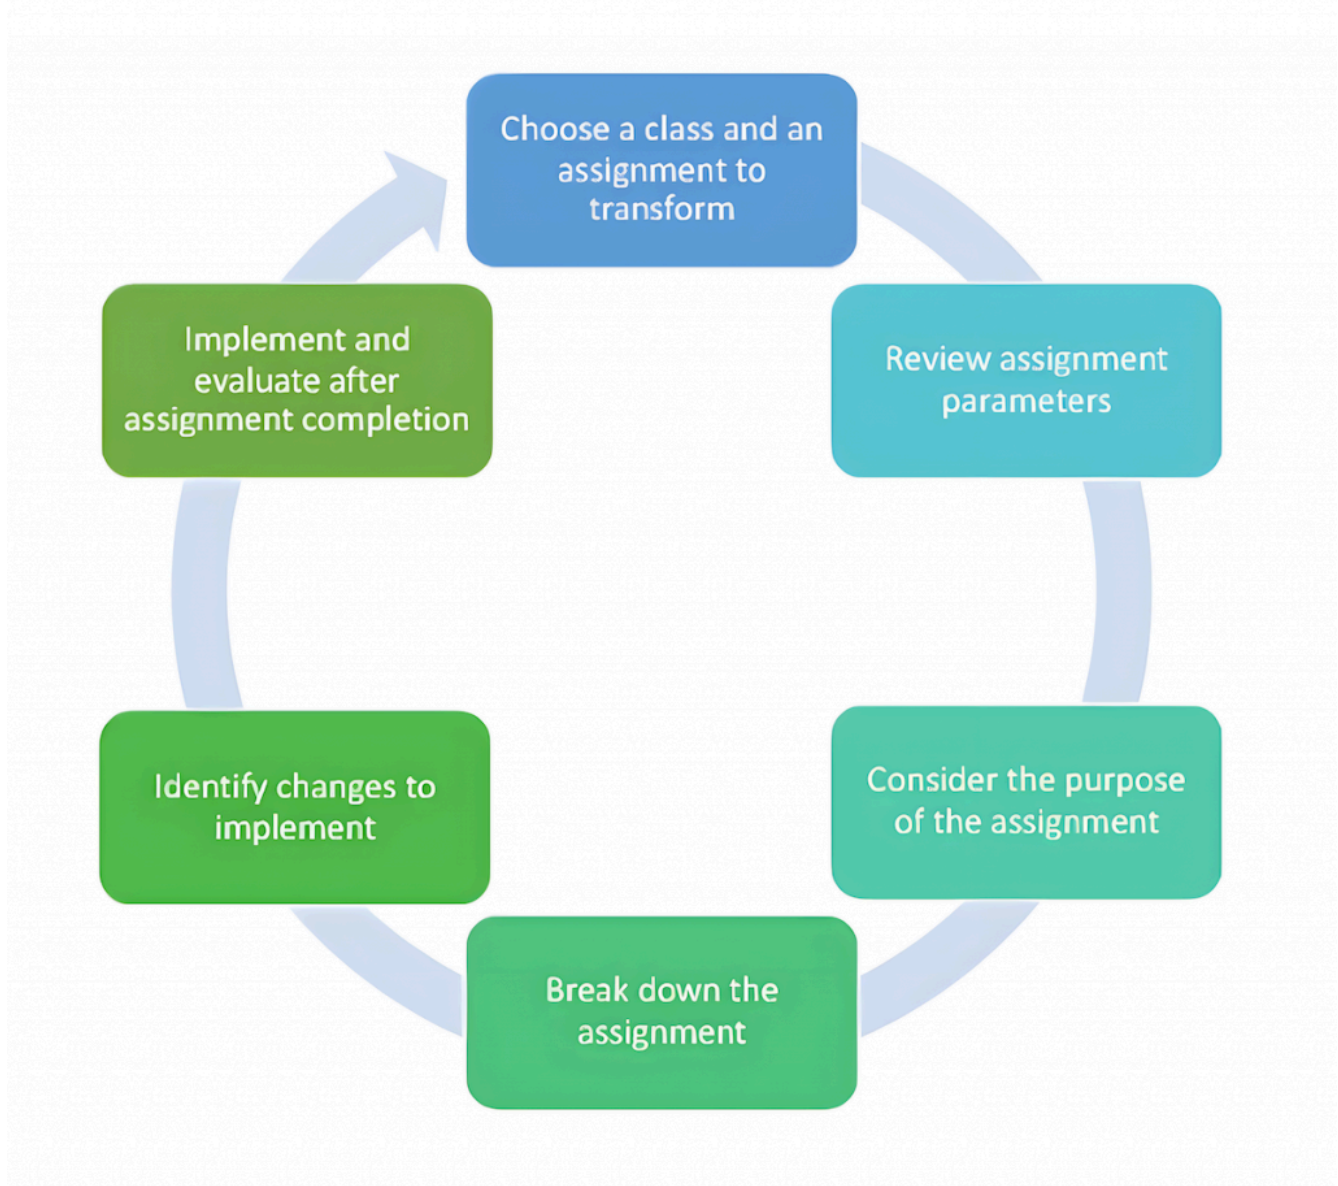 Choose a class and an
assignment to
transform
Review assignment
parameters
Consider the purpose
of the assignment
Break down the
assignment
Identify changes to
implement
Implement and
evaluate after
assignment completion